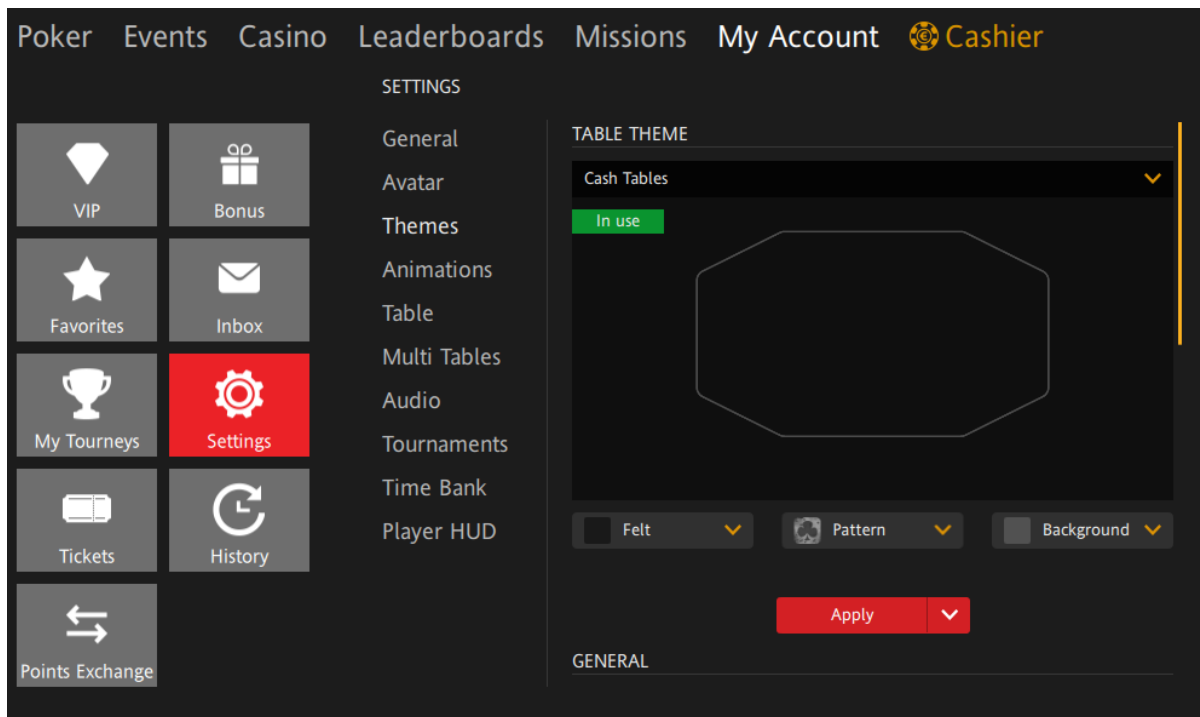 Poker Events Casino Leaderboards Missions My Account Cashier
SETTINGS
VIP
Bonus
Favorites
Inbox
My Tourneys
Settings
Tickets
History
Points Exchange
General
Avatar
Themes
Animations
Table
Multi Tables
Audio
Tournaments
Time Bank
Player HUD
TABLE THEME
Cash Tables
In use
Felt
Pattern
Background
Apply
GENERAL